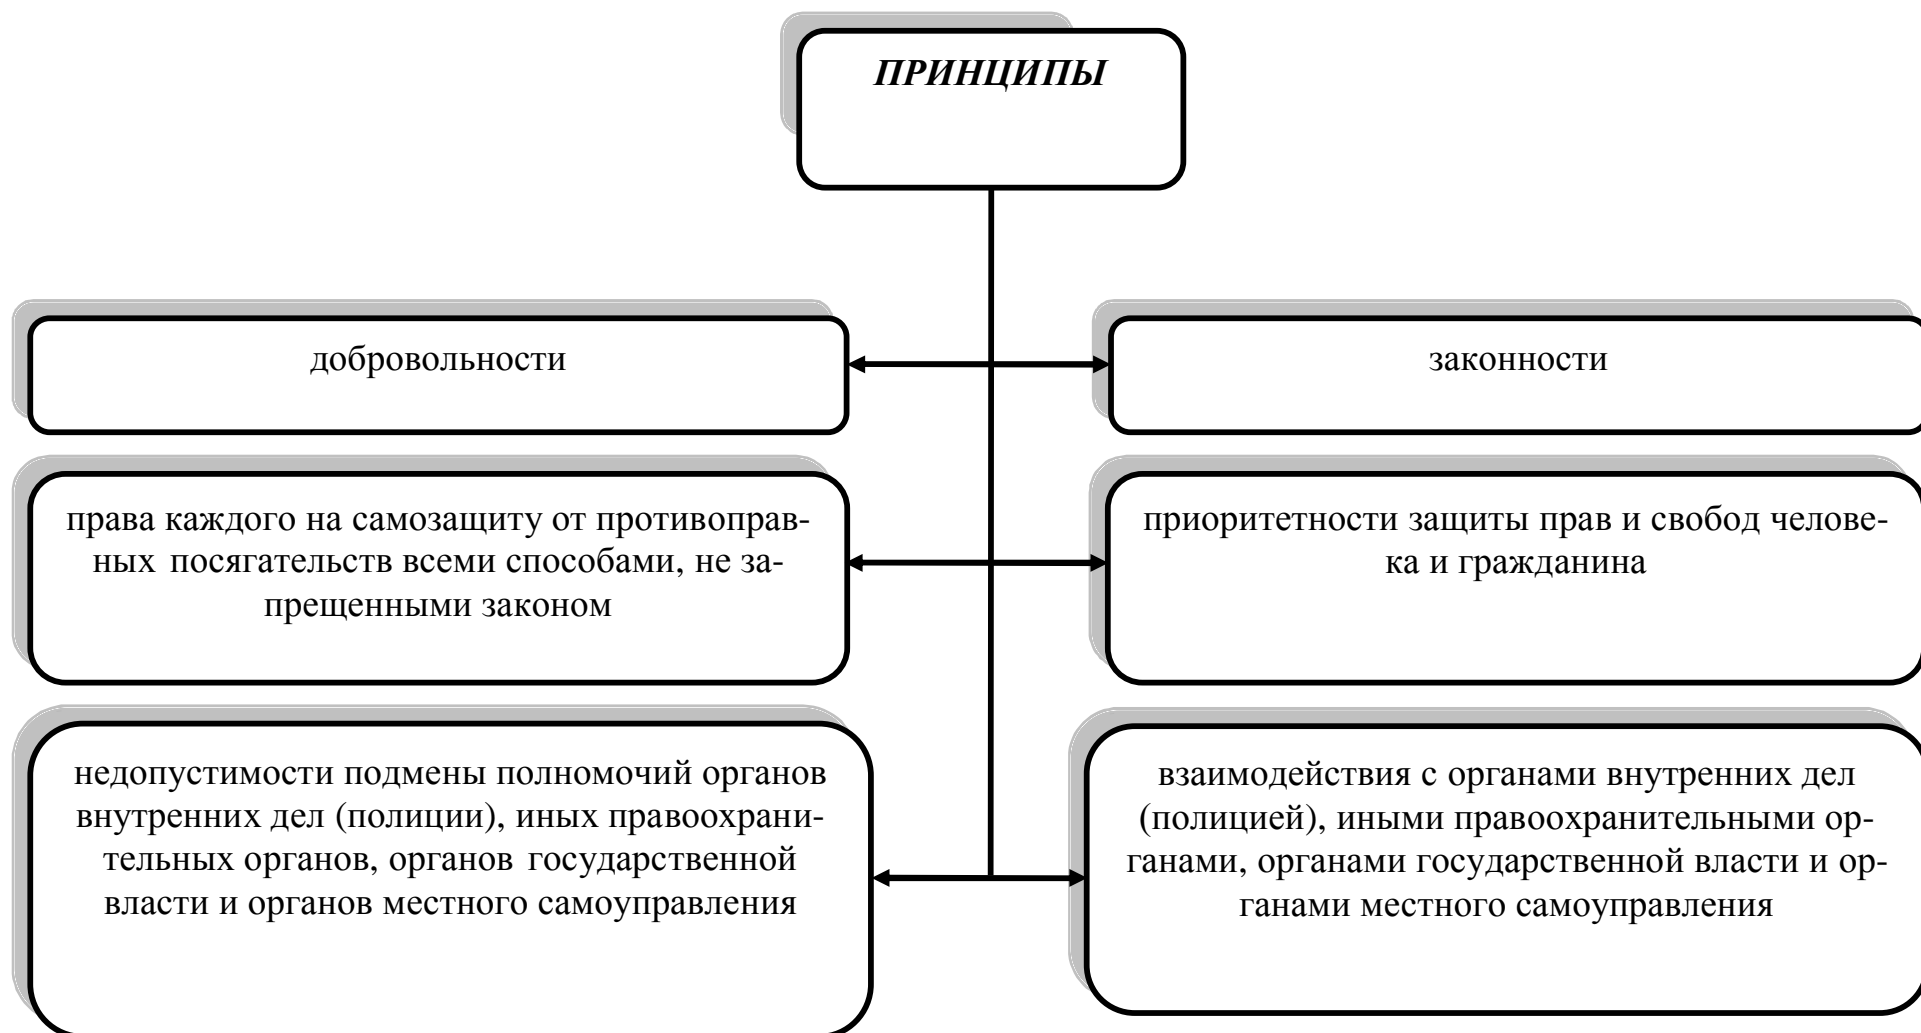 ПРИНЦИПЫ
добровольности
законности
права каждого на самозащиту от противоправ-
ных посягательств всеми способами, не за-
прещенными законом
приоритетности защиты прав и свобод челове-
ка и гражданина
недопустимости подмены полномочий органов
внутренних дел (полиции), иных правоохрани-
тельных органов, органов государственной
власти и органов местного самоуправления
взаимодействия с органами внутренних дел
(полицией), иными правоохранительными ор-
ганами, органами государственной власти и ор-
ганами местного самоуправления